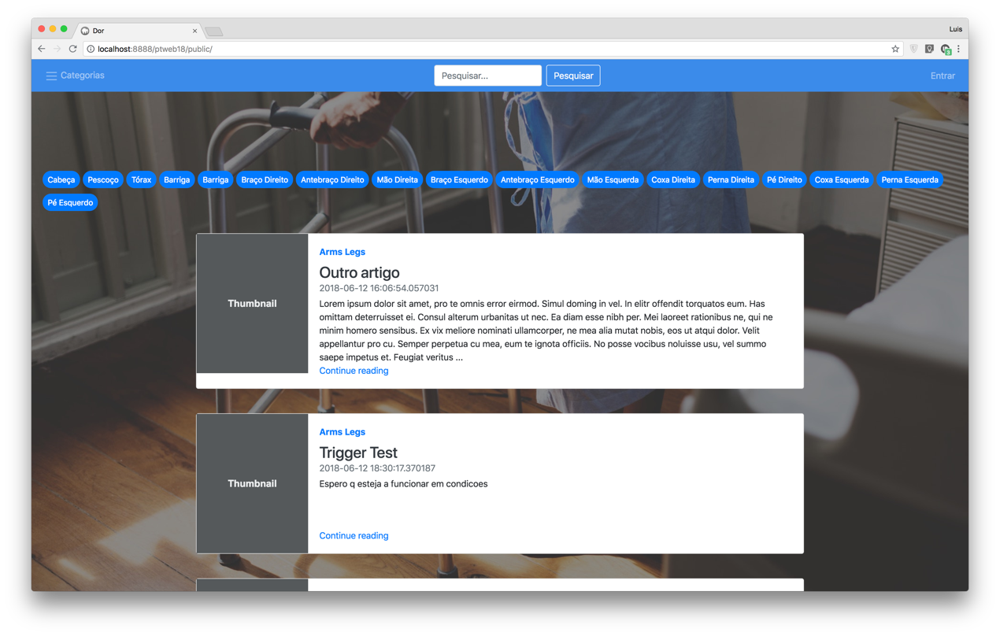 Dor
Luis
localhost:8888/ptweb18/public/
Categorias
Pesquisar...
Pesquisar
Entrar
Cabeça Pescoço Tórax Barriga Barriga Braço Direito Antebraço Direito Mão Direita Braço Esquerdo Antebraço Esquerdo Mão Esquerda Coxa Direita Perna Direita Pé Direito Coxa Esquerda Perna Esquerda
Pé Esquerdo
Thumbnail
Arms Legs
Outro artigo
2018-06-12 16:06:54.057031
Lorem ipsum dolor sit amet, pro te omnis error eirmod. Simul doming in vel. In elitr offendit torquatos eum. Has
omittam deterruisset ei. Consul alterum urbanitas ut nec. Ea diam esse nibh per. Mei laoreet rationibus ne, qui ne
minim homero sensibus. Ex vix meliore nominati ullamcorper, ne mea alia mutat nobis, eos ut atqui dolor. Velit
appellantur pro cu. Semper perpetua cu mea, eum te ignota officiis. No posse vocibus noluisse usu, vel summo
saepe impetus et. Feugiat veritus ...
Continue reading
Thumbnail
Arms Legs
Trigger Test
2018-06-12 18:30:17.370187
Espero q esteja a funcionar em condicoes
Continue reading